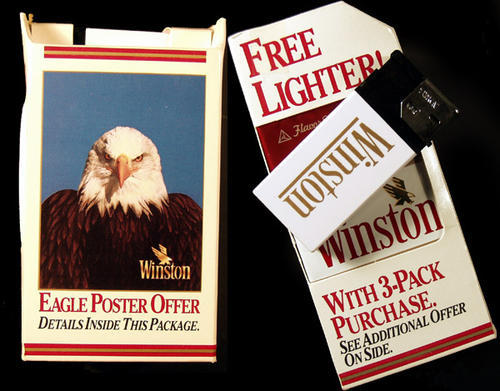 Winston
EAGLE POSTER OFFER
DETAILS INSIDE THIS PACKAGE.
FREE
LIGHTER!
Flavor
Winston
Winston
WITH 3-PACK
PURCHASE.
SEE ADDITIONAL OFFER
ON SIDE.